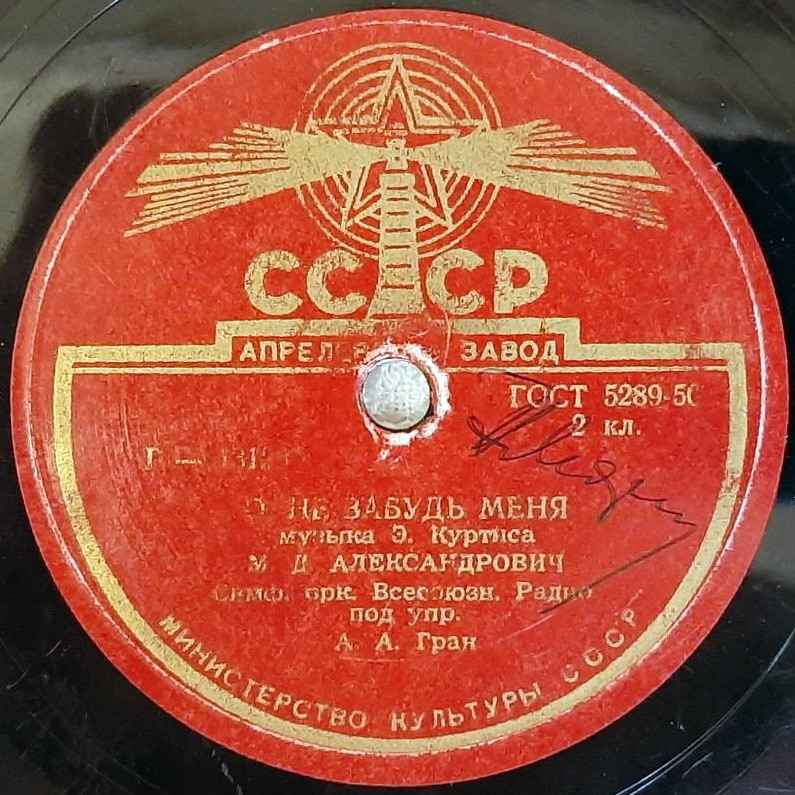 СССР
ЗАВОД
ГОСТ 5289-50
2 кл.
НЕ ЗАБУДЬ МЕНЯ
музыка Э. Куртиса
М. Д. АЛЕКСАНДРОВИЧ
Симф. орк. Всесоюзн. Радио
под упр.
А. А. Гран
МИНИСТЕРСТВО КУЛЬТУРЫ СССР